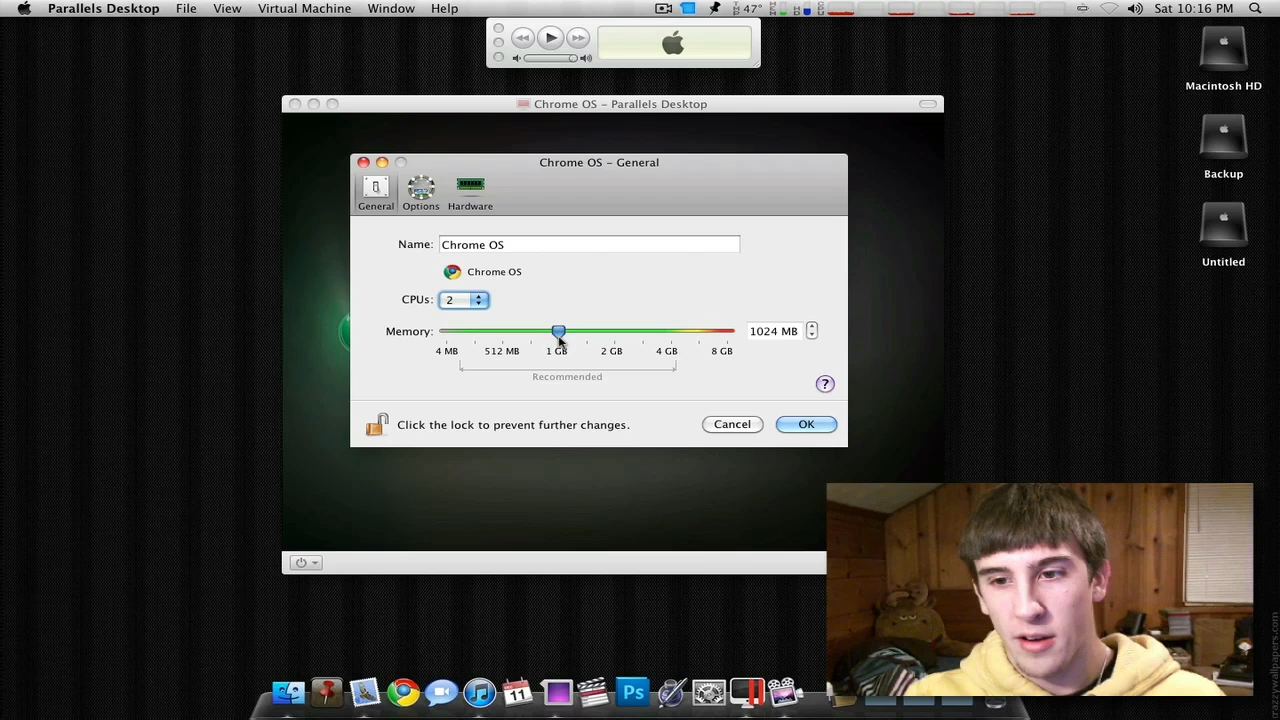 Parallels Desktop File View Virtual Machine Window Help 47° Sat 10:16 PM
Macintosh HD
Chrome OS – Parallels Desktop
Chrome OS – General
Backup
General Options Hardware
Name: Chrome OS
Untitled
Chrome OS
CPUs: 2
Memory: 1024 MB
4 MB 512 MB 1 GB 2 GB 4 GB 8 GB
Recommended
?
Click the lock to prevent further changes. Cancel OK
11
Ps